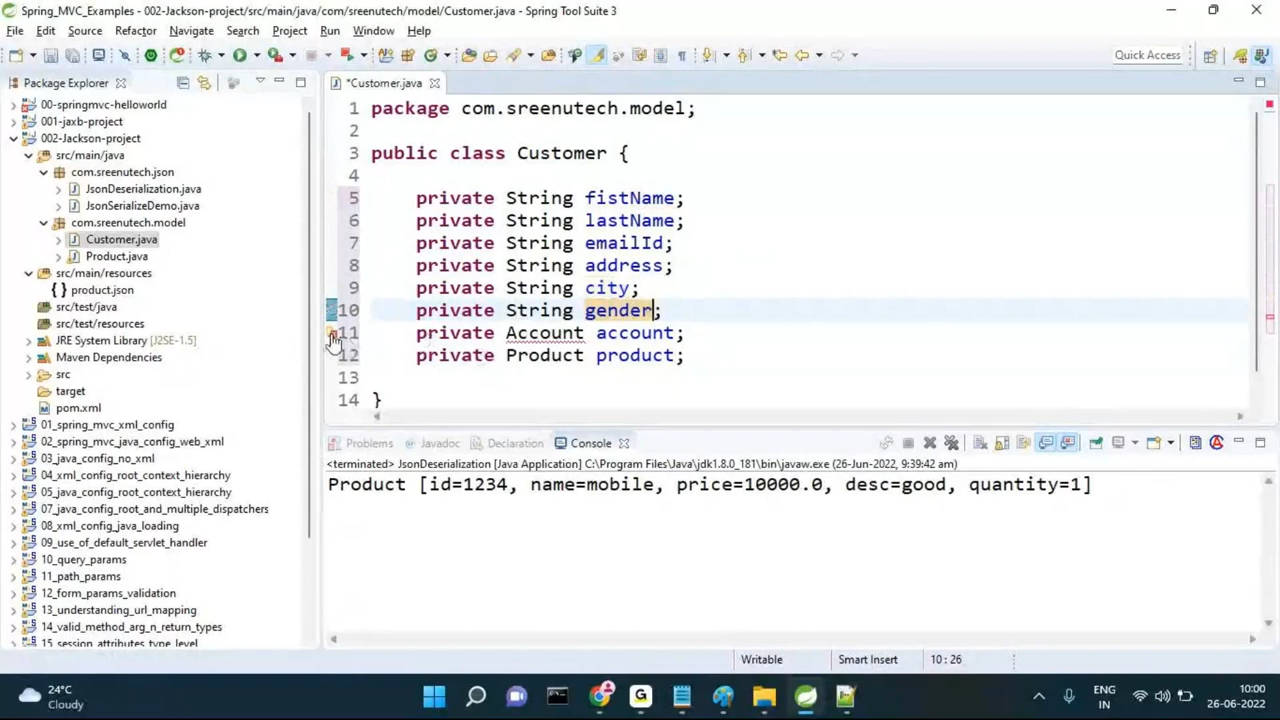 Spring_MVC_Examples - 002-Jackson-project/src/main/java/com/sreenutech/model/Customer.java - Spring Tool Suite 3
File Edit Source Refactor Navigate Search Project Run Window Help
Quick Access
Package Explorer
00-springmvc-helloworld
001-jaxb-project
002-Jackson-project
src/main/java
com.sreenutech.json
JsonDeserialization.java
JsonSerializeDemo.java
com.sreenutech.model
Customer.java
Product.java
src/main/resources
product.json
src/test/java
src/test/resources
JRE System Library [J2SE-1.5]
Maven Dependencies
src
target
pom.xml
01_spring_mvc_xml_config
02_spring_mvc_java_config_web_xml
03_java_config_no_xml
04_xml_config_root_context_hierarchy
05_java_config_root_context_hierarchy
07_java_config_root_and_multiple_dispatchers
08_xml_config_java_loading
09_use_of_default_servlet_handler
10_query_params
11_path_params
12_form_params_validation
13_understanding_url_mapping
14_valid_method_arg_n_return_types
15_session_attributes_type_level
*Customer.java
1 package com.sreenutech.model;
2
3 public class Customer {
4
5 private String fistName;
6 private String lastName;
7 private String emailId;
8 private String address;
9 private String city;
10 private String gender;
11 private Account account;
12 private Product product;
13
14 }
Problems Javadoc Declaration Console
<terminated> JsonDeserialization [Java Application] C:\Program Files\Java\jdk1.8.0_181\bin\javaw.exe (26-Jun-2022, 9:39:42 am)
Product [id=1234, name=mobile, price=10000.0, desc=good, quantity=1]
Writable Smart Insert 10 : 26
24°C
Cloudy
ENG
IN
10:00
26-06-2022